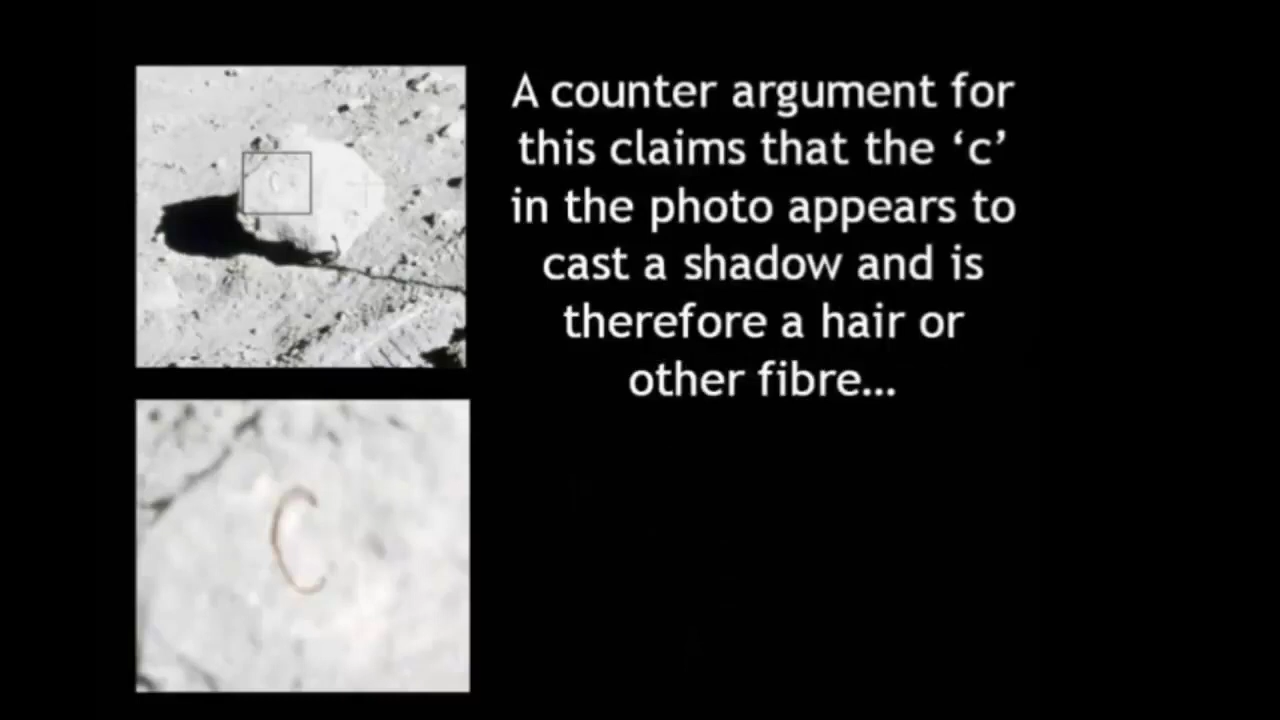 A counter argument for
this claims that the ‘c’
in the photo appears to
cast a shadow and is
therefore a hair or
other fibre…